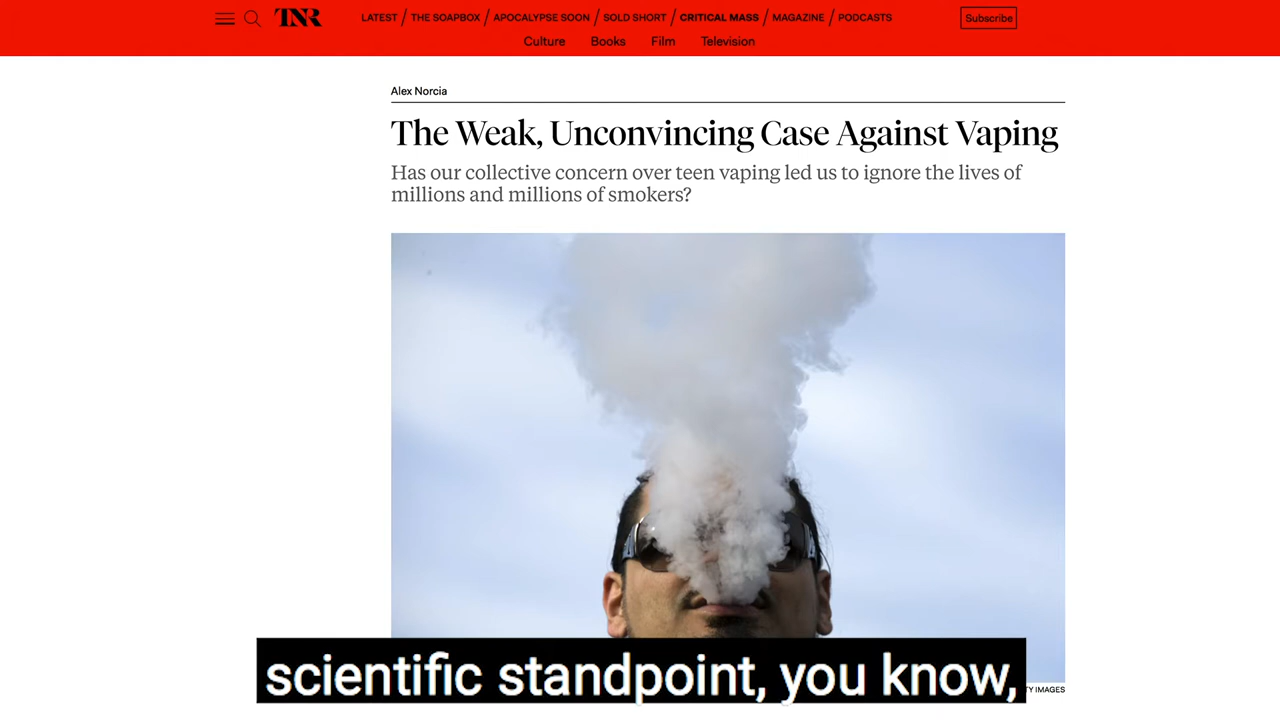 TNR
LATEST / THE SOAPBOX / APOCALYPSE SOON / SOLD SHORT / CRITICAL MASS / MAGAZINE / PODCASTS
Subscribe
Culture Books Film Television
Alex Norcia
The Weak, Unconvincing Case Against Vaping
Has our collective concern over teen vaping led us to ignore the lives of
millions and millions of smokers?
scientific standpoint, you know,
IMAGES